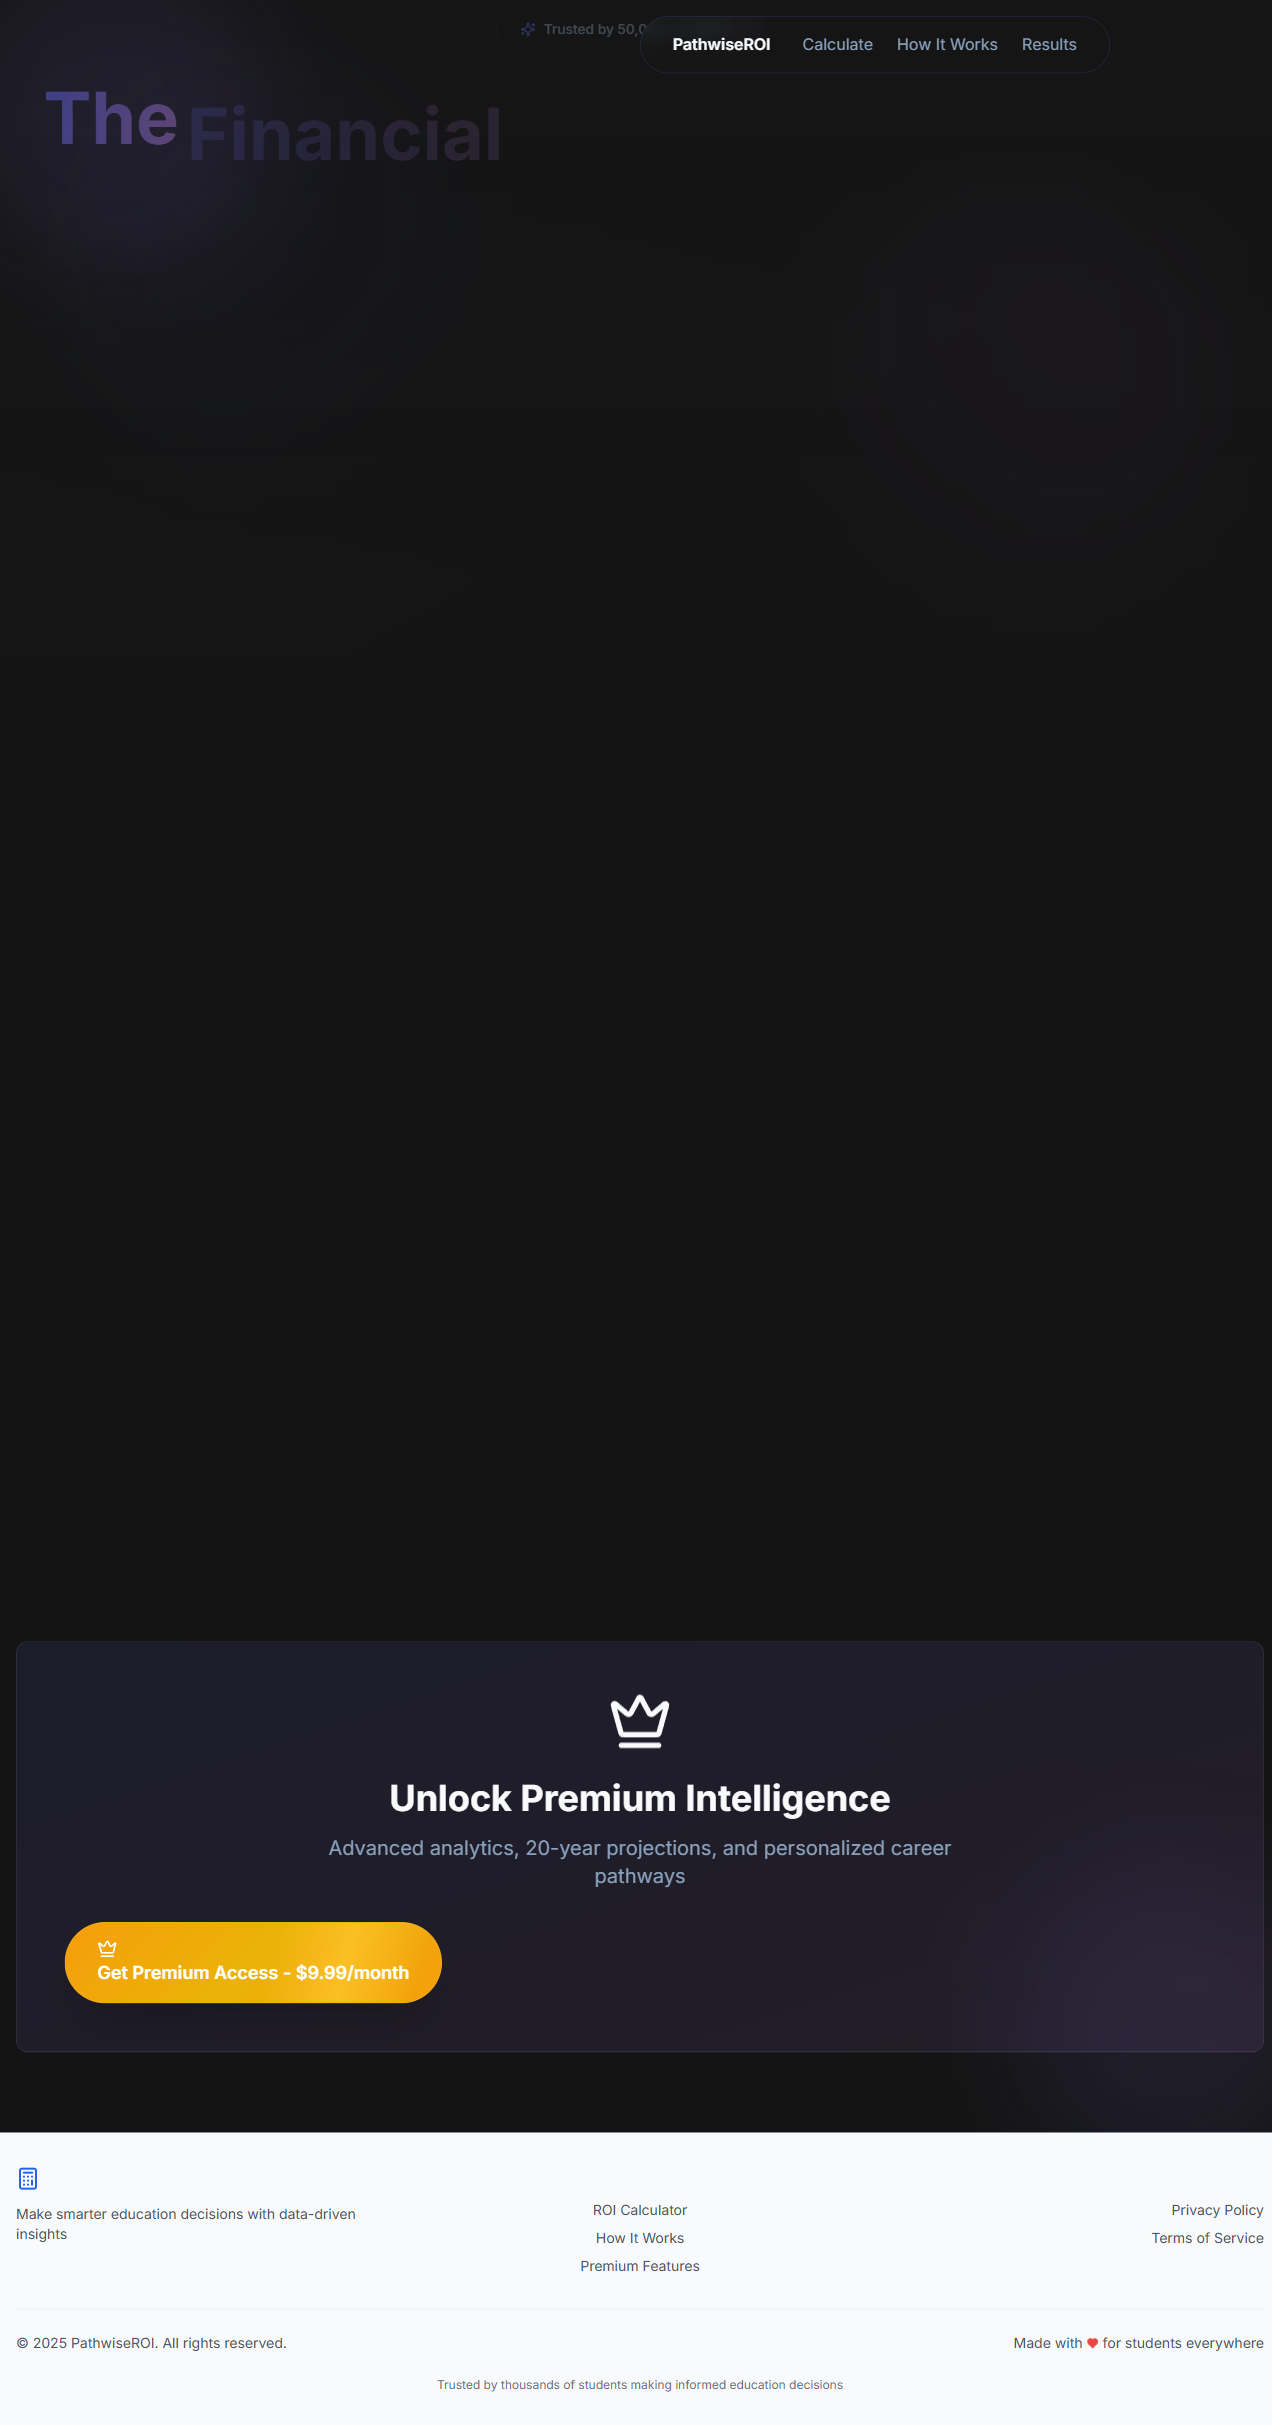 Trusted by 50,0
PathwiseROI Calculate How It Works Results
The Financial
Unlock Premium Intelligence
Advanced analytics, 20-year projections, and personalized career
pathways
Get Premium Access - $9.99/month
Make smarter education decisions with data-driven
insights
ROI Calculator
How It Works
Premium Features
Privacy Policy
Terms of Service
© 2025 PathwiseROI. All rights reserved.
Made with ❤ for students everywhere
Trusted by thousands of students making informed education decisions